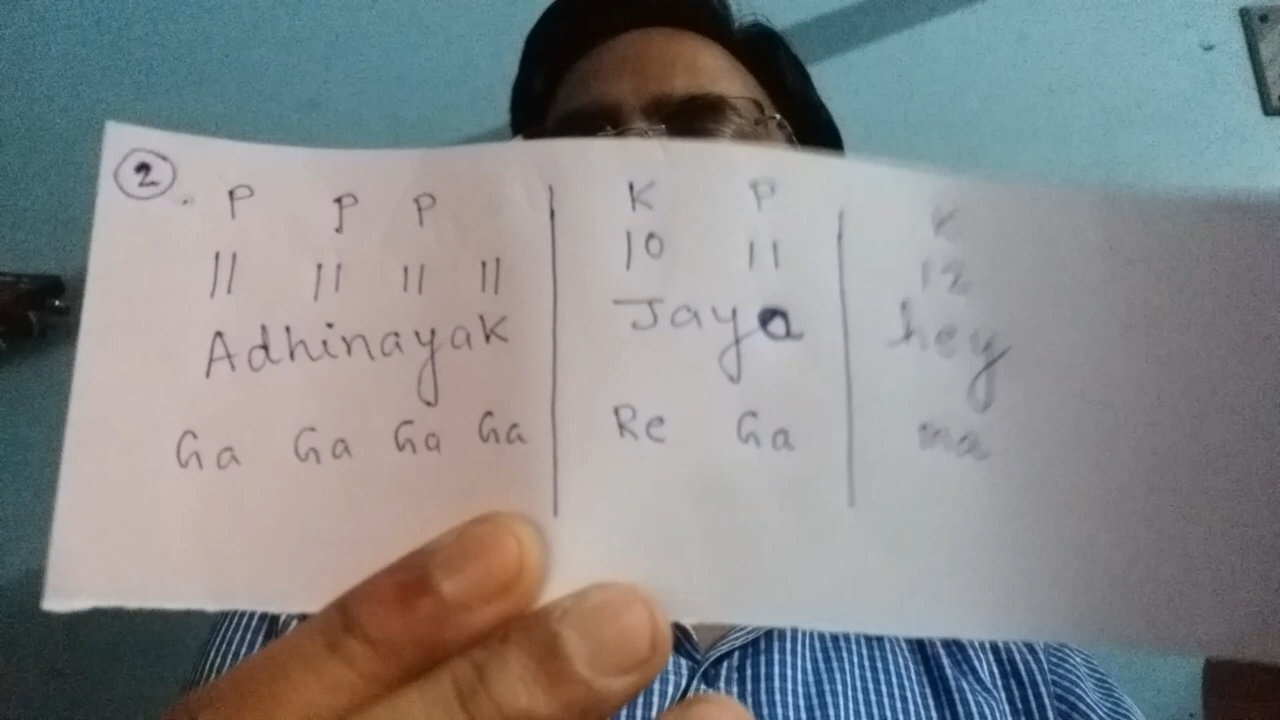 2
P P P K P K
11 11 11 11 10 11 12
Adhinayak Jaya hey
Ga Ga Ga Ga Re Ga ma